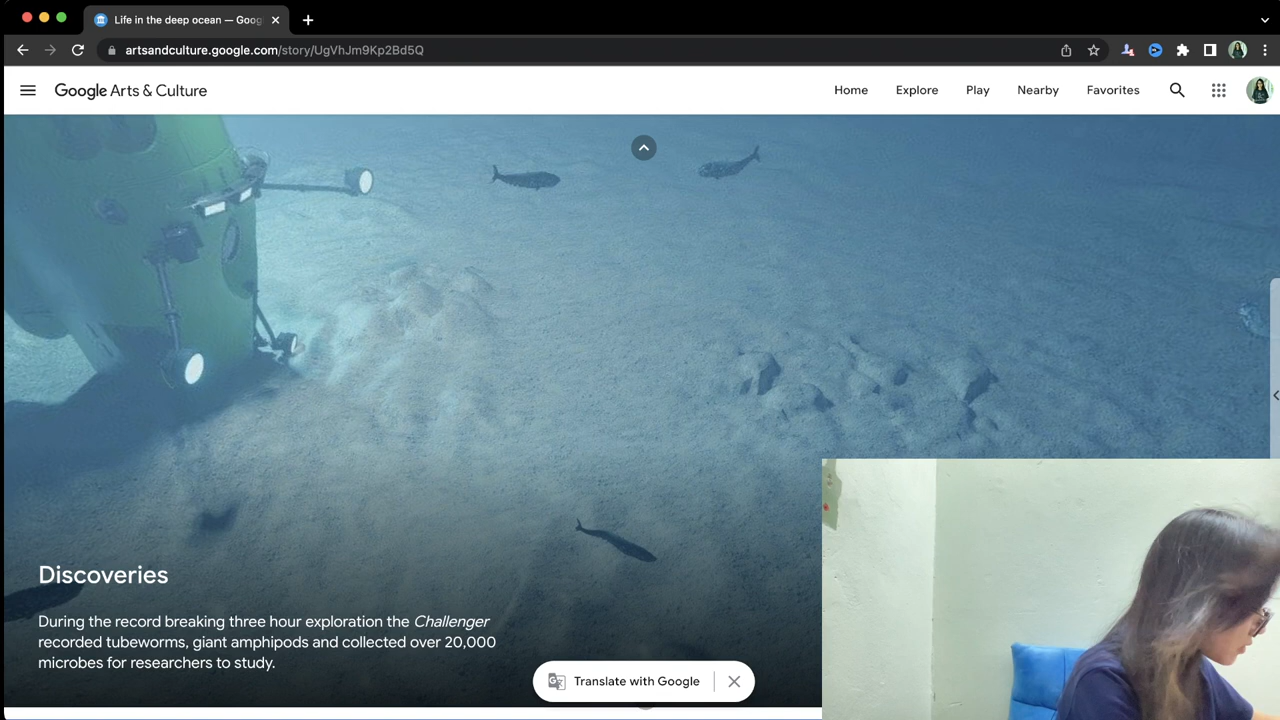 Life in the deep ocean — Goog
artsandculture.google.com/story/UgVhJm9Kp2Bd5Q
Google Arts & Culture
Home Explore Play Nearby Favorites
Discoveries
During the record breaking three hour exploration the Challenger
recorded tubeworms, giant amphipods and collected over 20,000
microbes for researchers to study.
Translate with Google